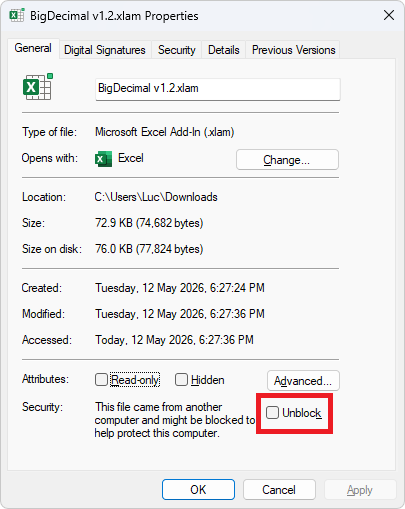 BigDecimal v1.2.xlam Properties
General Digital Signatures Security Details Previous Versions
BigDecimal v1.2.xlam
Type of file: Microsoft Excel Add-In (.xlam)
Opens with: Excel Change...
Location: C:\Users\Luc\Downloads
Size: 72.9 KB (74,682 bytes)
Size on disk: 76.0 KB (77,824 bytes)
Created: Tuesday, 12 May 2026, 6:27:24 PM
Modified: Tuesday, 12 May 2026, 6:27:36 PM
Accessed: Today, 12 May 2026, 6:27:36 PM
Attributes: Read-only Hidden Advanced...
Security: This file came from another Unblock
computer and might be blocked to
help protect this computer.
OK Cancel Apply